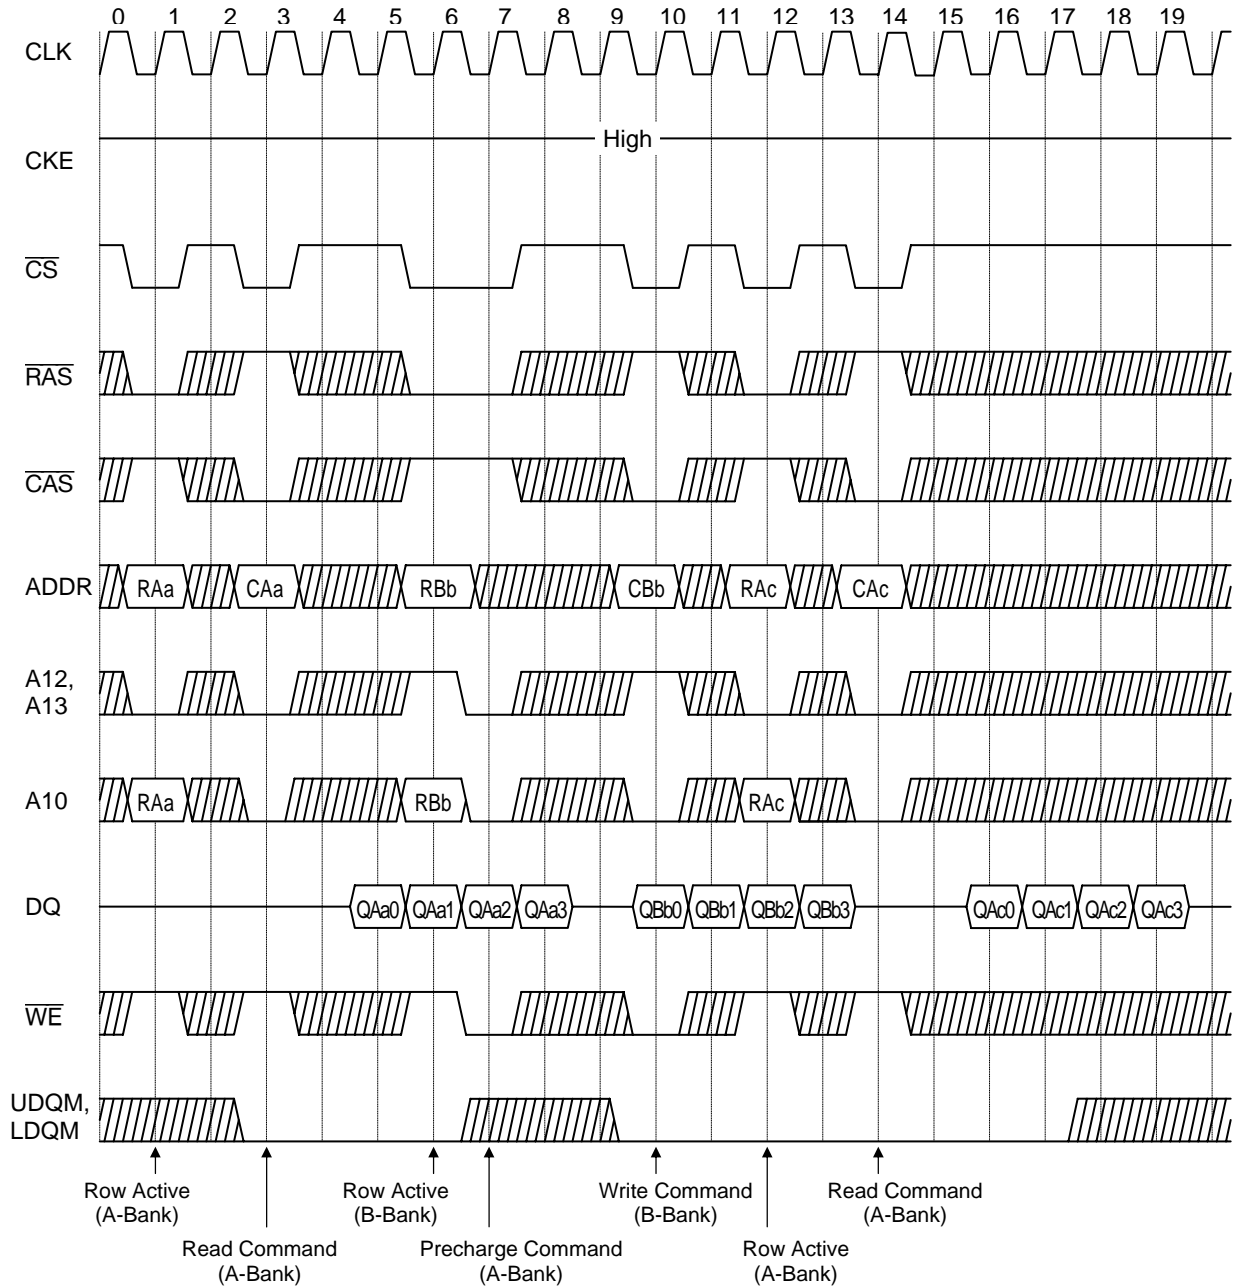 0 1 2 3 4 5 6 7 8 9 10 11 12 13 14 15 16 17 18 19
CLK
High
CKE
CS
RAS
CAS
ADDR RAa CAa RBb CBb RAc CAc
A12,
A13
A10 RAa RBb RAc
DQ QAa0 QAa1 QAa2 QAa3 QBb0 QBb1 QBb2 QBb3 QAc0 QAc1 QAc2 QAc3
WE
UDQM,
LDQM
Row Active Row Active Write Command Read Command
(A-Bank) (B-Bank) (B-Bank) (A-Bank)
Read Command Precharge Command Row Active
(A-Bank) (A-Bank) (A-Bank)